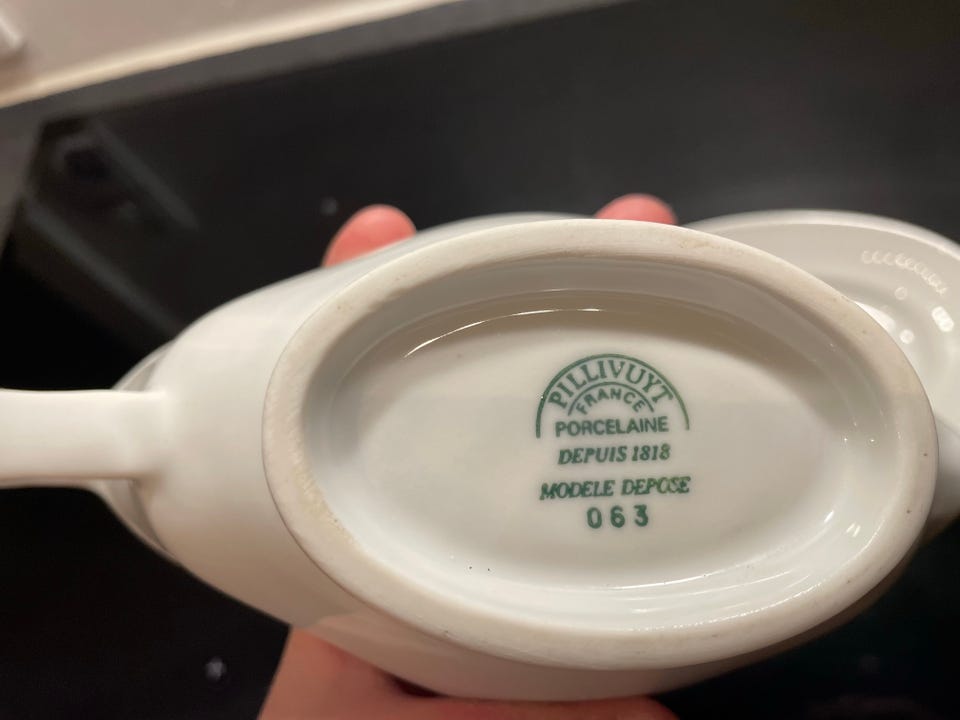 PILLIVUYT
FRANCE
PORCELAINE
DEPUIS 1818
MODELE DEPOSE
063